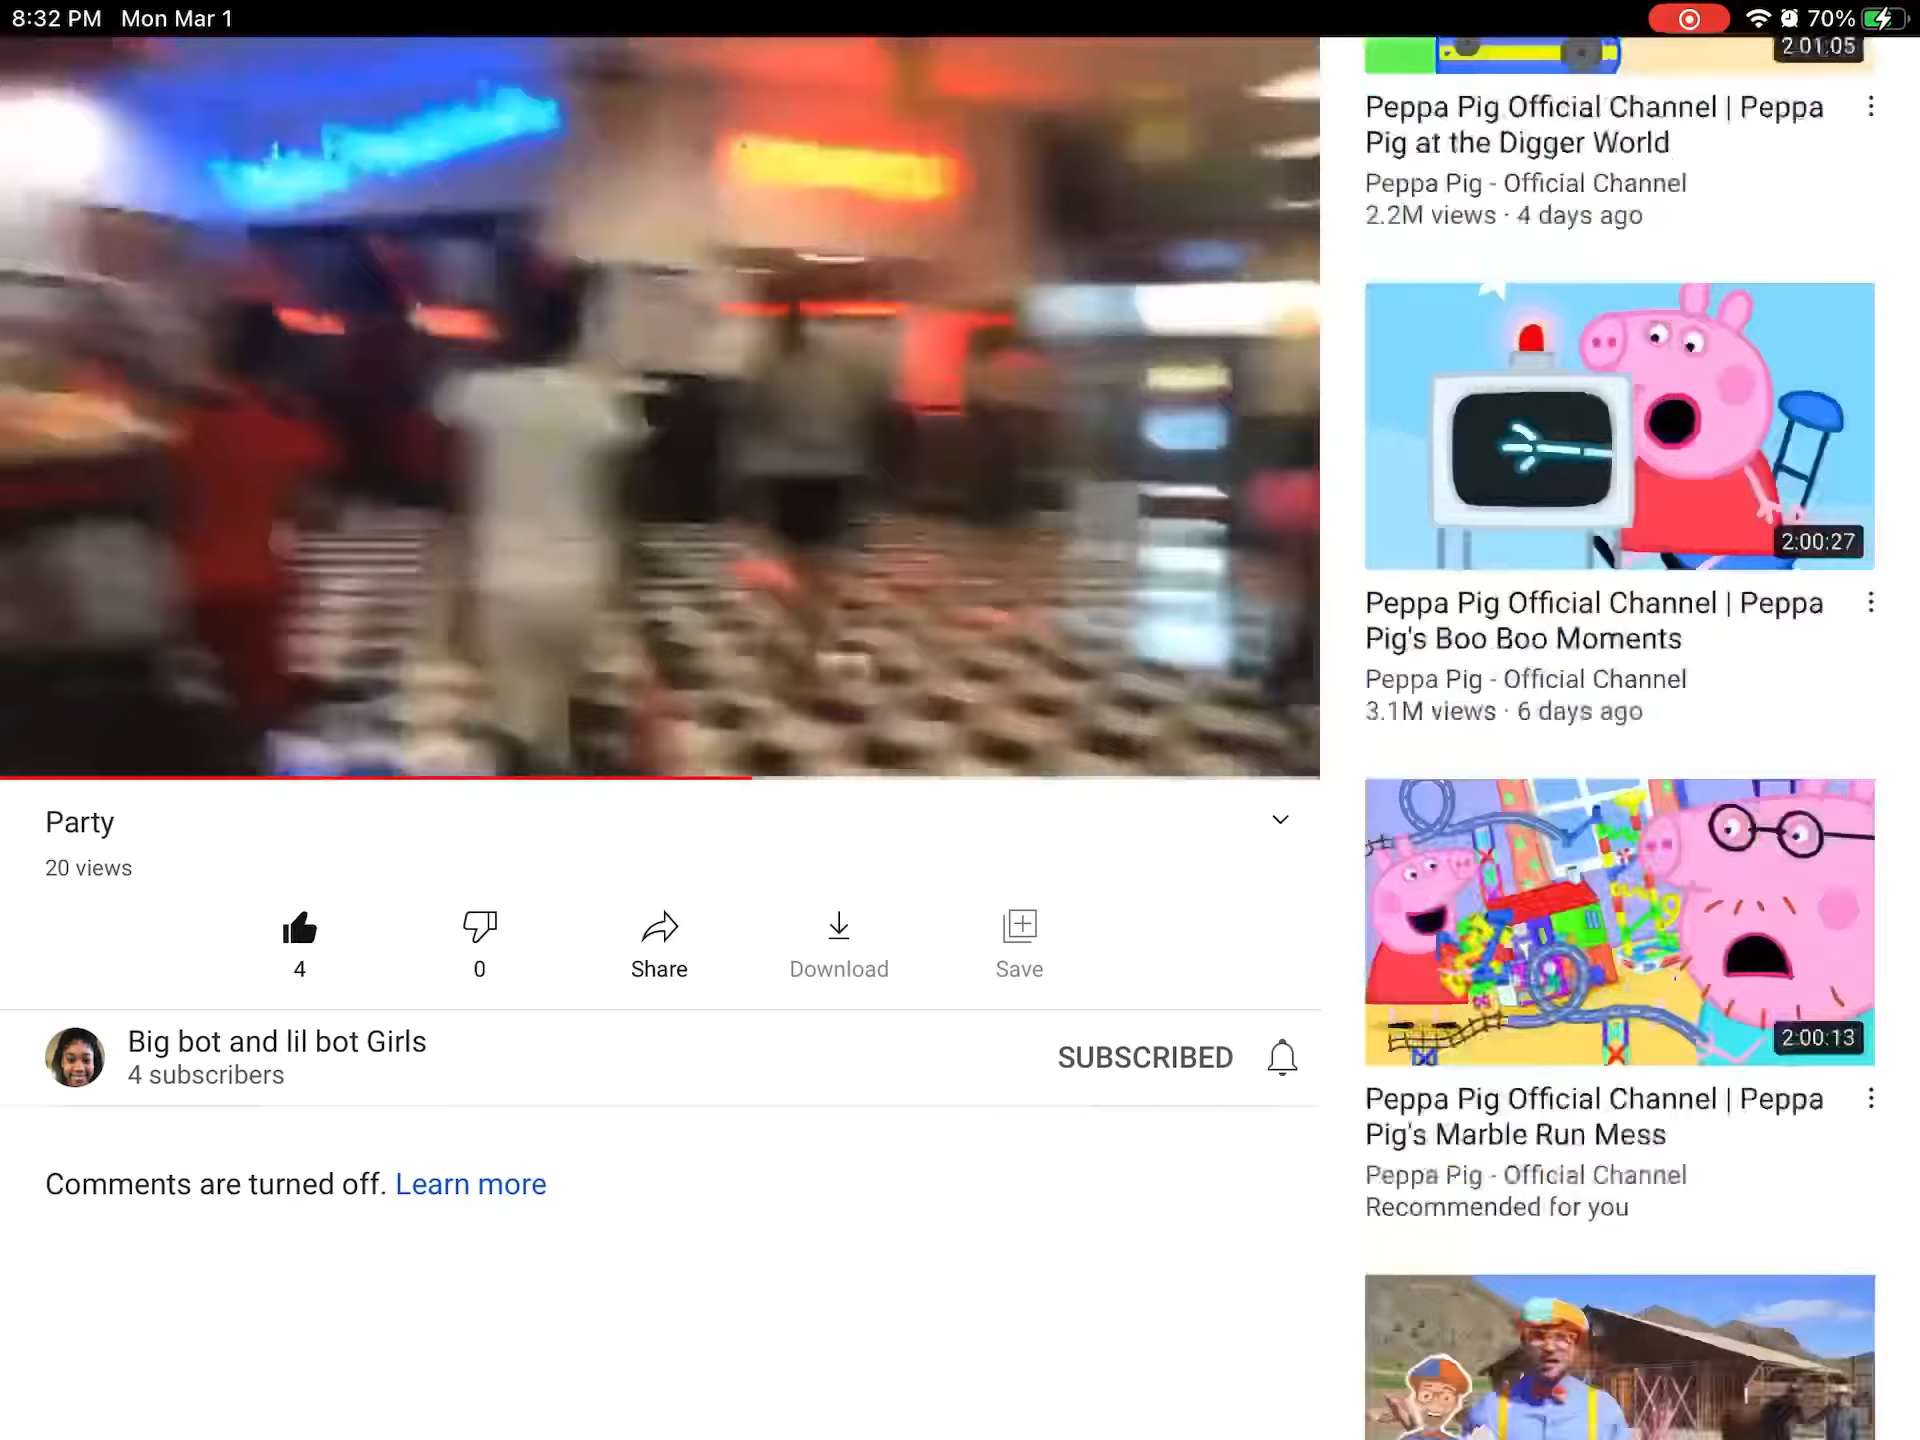 8:32 PM Mon Mar 1
70%
2:01:05
Peppa Pig Official Channel | Peppa
Pig at the Digger World
Peppa Pig - Official Channel
2.2M views · 4 days ago
2:00:27
Peppa Pig Official Channel | Peppa
Pig's Boo Boo Moments
Peppa Pig - Official Channel
3.1M views · 6 days ago
2:00:13
Peppa Pig Official Channel | Peppa
Pig's Marble Run Mess
Peppa Pig - Official Channel
Recommended for you
Party
20 views
4
0
Share
Download
Save
Big bot and lil bot Girls
4 subscribers
SUBSCRIBED
Comments are turned off. Learn more